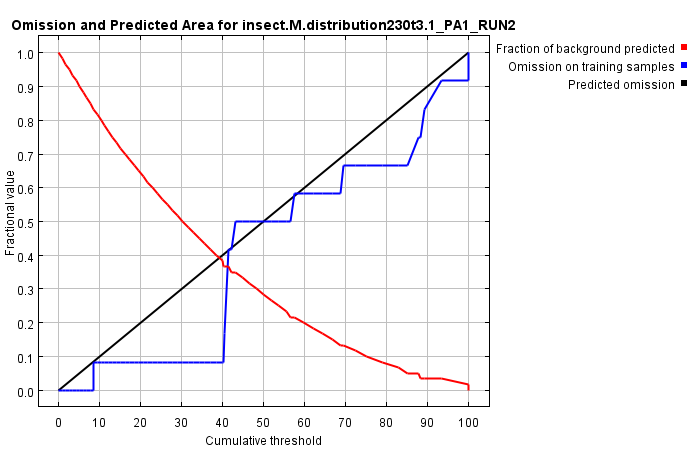 Omission and Predicted Area for insect.M.distribution230t3.1_PA1_RUN2
Fraction of background predicted
Omission on training samples
Predicted omission
Fractional value
1.0
0.9
0.8
0.7
0.6
0.5
0.4
0.3
0.2
0.1
0.0
0 10 20 30 40 50 60 70 80 90 100
Cumulative threshold